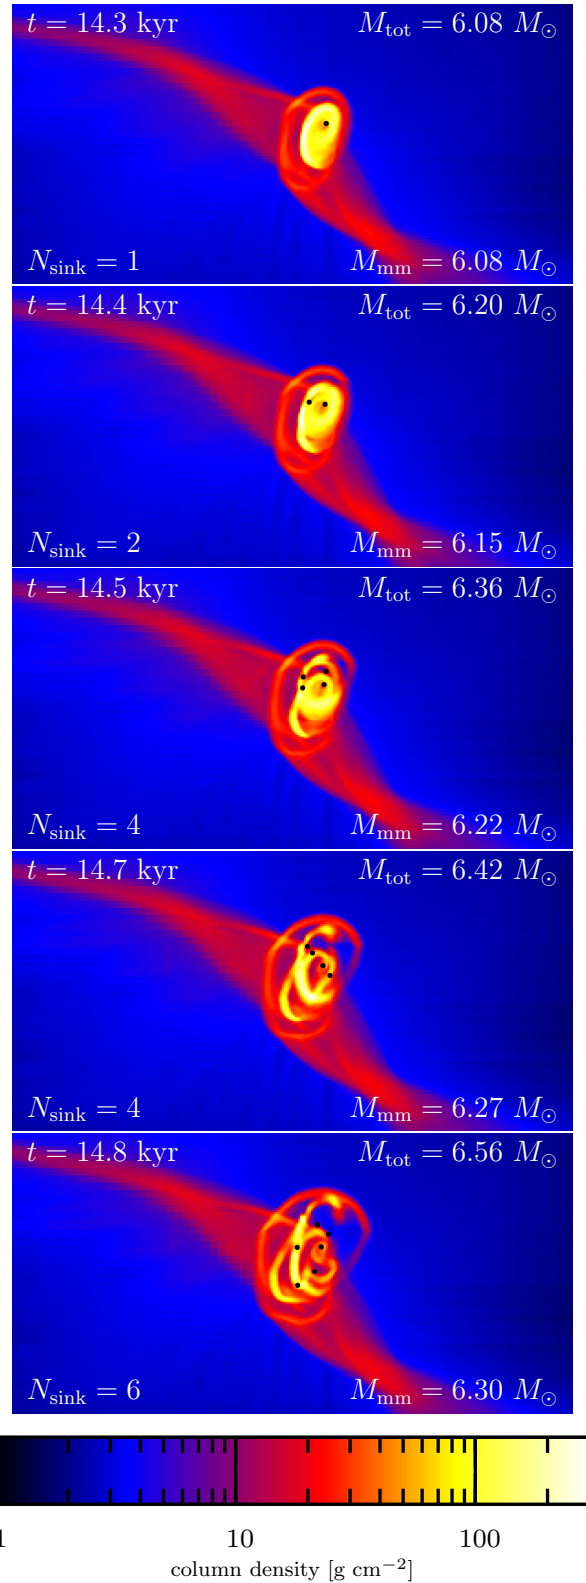 t = 14.3 kyr M_tot = 6.08 M_⊙
N_sink = 1 M_mm = 6.08 M_⊙
t = 14.4 kyr M_tot = 6.20 M_⊙
N_sink = 2 M_mm = 6.15 M_⊙
t = 14.5 kyr M_tot = 6.36 M_⊙
N_sink = 4 M_mm = 6.22 M_⊙
t = 14.7 kyr M_tot = 6.42 M_⊙
N_sink = 4 M_mm = 6.27 M_⊙
t = 14.8 kyr M_tot = 6.56 M_⊙
N_sink = 6 M_mm = 6.30 M_⊙
1 10 100
column density [g cm⁻²]